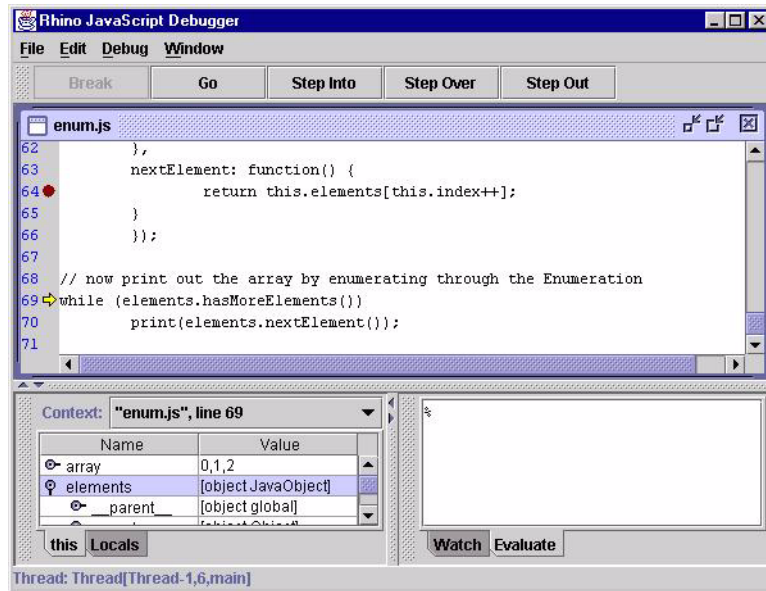 Rhino JavaScript Debugger
File Edit Debug Window
Break Go Step Into Step Over Step Out
enum.js
62 },
63 nextElement: function() {
64 return this.elements[this.index++];
65 }
66 });
67
68 // now print out the array by enumerating through the Enumeration
69 while (elements.hasMoreElements())
70 print(elements.nextElement());
71
Context: "enum.js", line 69
%
Name Value
array 0,1,2
elements [object JavaObject]
__parent__ [object global]
this Locals
Watch Evaluate
Thread: Thread[Thread-1,6,main]